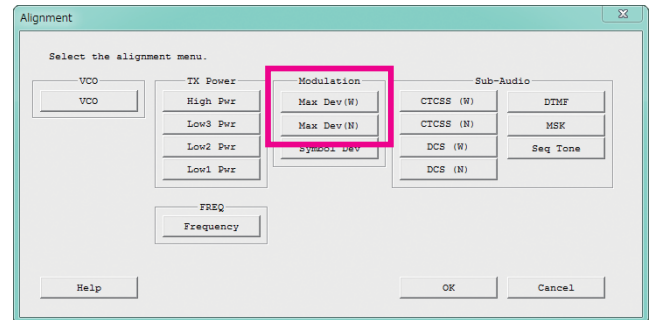 Alignment
Select the alignment menu.
VCO TX Power Modulation Sub-Audio
VCO High Pwr Max Dev(W) CTCSS (W) DTMF
Low3 Pwr Max Dev(N) CTCSS (N) MSK
Low2 Pwr Symbol Dev DCS (W) Seq Tone
Low1 Pwr DCS (N)
FREQ
Frequency
Help OK Cancel